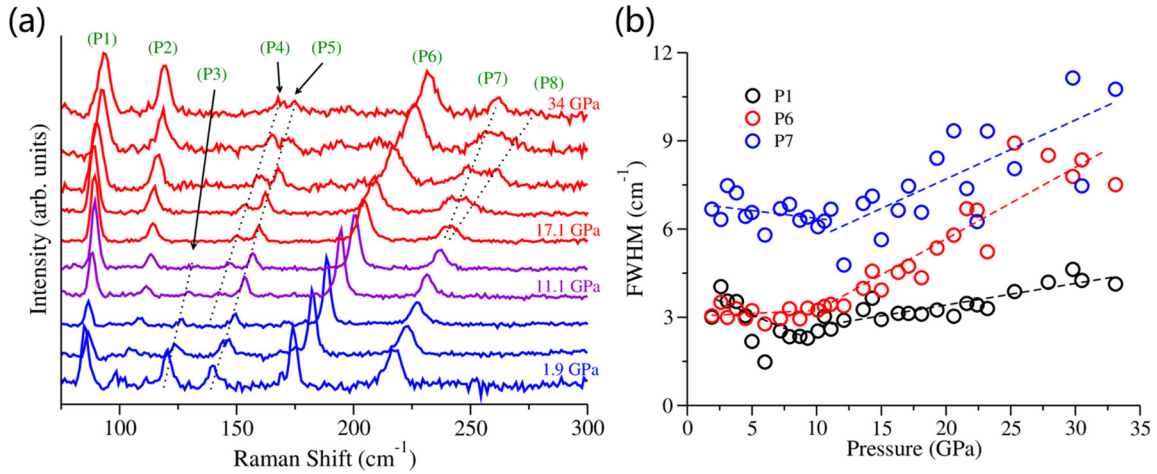 (a)
(P1)
(P2)
(P3)
(P4)
(P5)
(P6)
(P7)
(P8)
34 GPa
17.1 GPa
11.1 GPa
1.9 GPa
Intensity (arb. units)
100
150
200
250
300
Raman Shift (cm⁻¹)
(b)
12
9
6
3
0
FWHM (cm⁻¹)
P1
P6
P7
0
5
10
15
20
25
30
35
Pressure (GPa)